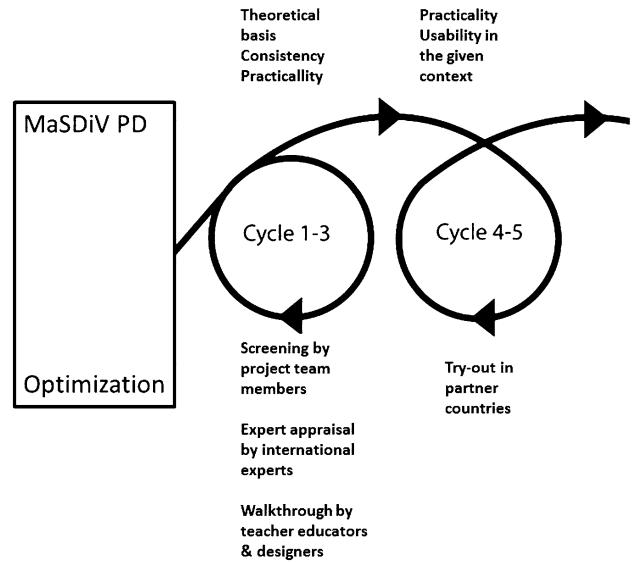 Theoretical
basis
Consistency
Practicallity
Practicality
Usability in
the given
context
MaSDiV PD
Cycle 1-3
Cycle 4-5
Optimization
Screening by
project team
members
Expert appraisal
by international
experts
Walkthrough by
teacher educators
& designers
Try-out in
partner
countries